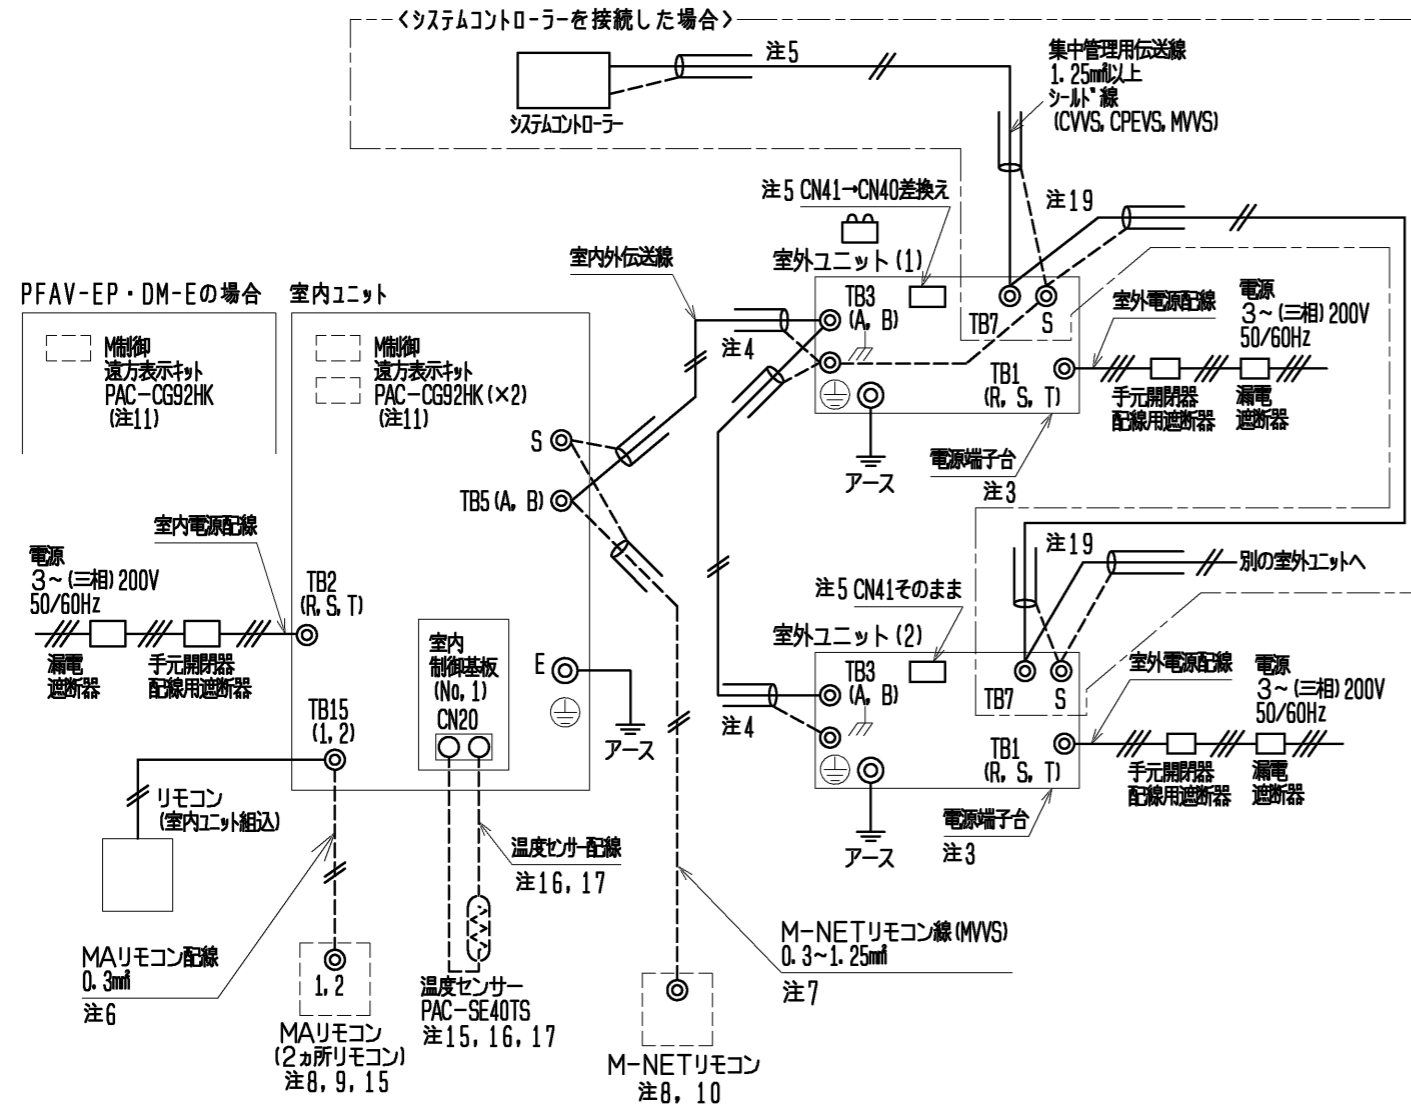 <システムコントローラーを接続した場合>
注5
集中管理用伝送線
1.25㎟以上
シールド線
(CVVS, CPEVS, MVVS)
システムコントローラー
注5 CN41→CN40差換え
注19
室内外伝送線
室外ユニット(1)
PFAV-EP・DM-Eの場合
室内ユニット
TB3
(A, B)
TB7
S
室外電源配線
電源
3~(三相)200V
50/60Hz
注4
M制御
遠方表示キット
PAC-CG92HK
(注11)
M制御
遠方表示キット
PAC-CG92HK(×2)
(注11)
TB1
(R, S, T)
手元開閉器
配線用遮断器
漏電
遮断器
S
電源端子台
注3
アース
TB5(A, B)
室内電源配線
電源
3~(三相)200V
50/60Hz
TB2
(R, S, T)
注19
別の室外ユニットへ
注5 CN41そのまま
室外ユニット(2)
漏電
遮断器
手元開閉器
配線用遮断器
室内
制御基板
(No,1)
CN20
E
アース
TB3
(A, B)
TB7
S
室外電源配線
電源
3~(三相)200V
50/60Hz
注4
TB15
(1, 2)
TB1
(R, S, T)
手元開閉器
配線用遮断器
漏電
遮断器
リモコン
(室内ユニット組込)
電源端子台
注3
アース
温度センサー配線
注16, 17
MAリモコン配線
0.3㎟
注6
1, 2
MAリモコン
(2ヵ所リモコン)
注8, 9, 15
温度センサー
PAC-SE40TS
注15, 16, 17
M-NETリモコン線(MVVS)
0.3~1.25㎟
注7
M-NETリモコン
注8, 10